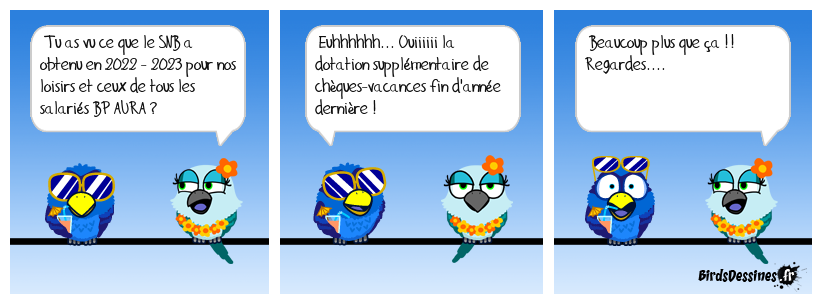 Tu as vu ce que le SNB a
obtenu en 2022 - 2023 pour nos
loisirs et ceux de tous les
salariés BP AURA ?
Euhhhhhh... Ouiiiiii la
dotation supplémentaire de
chèques-vacances fin d'année
dernière !
Beaucoup plus que ça !!
Regardes....
BirdsDessines.fr